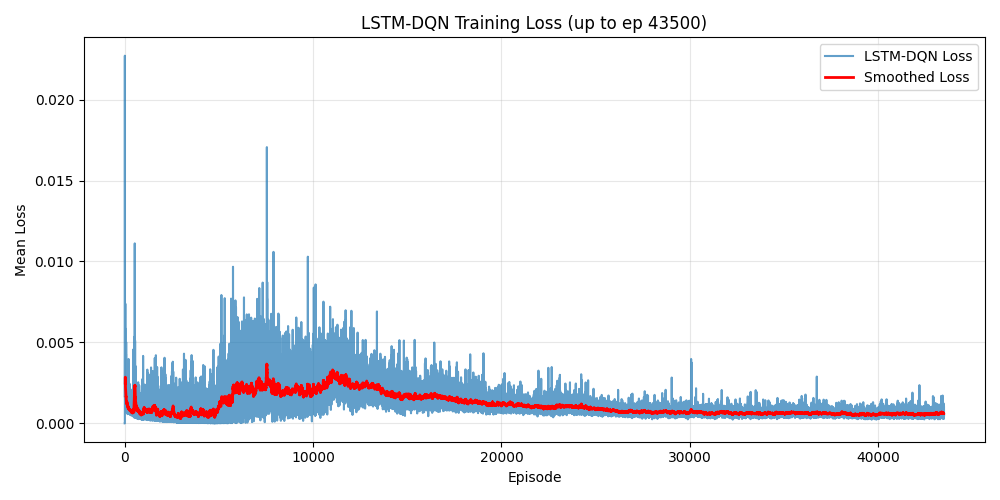 LSTM-DQN Training Loss (up to ep 43500)
LSTM-DQN Loss
Smoothed Loss
Mean Loss
0.020
0.015
0.010
0.005
0.000
0
10000
20000
30000
40000
Episode